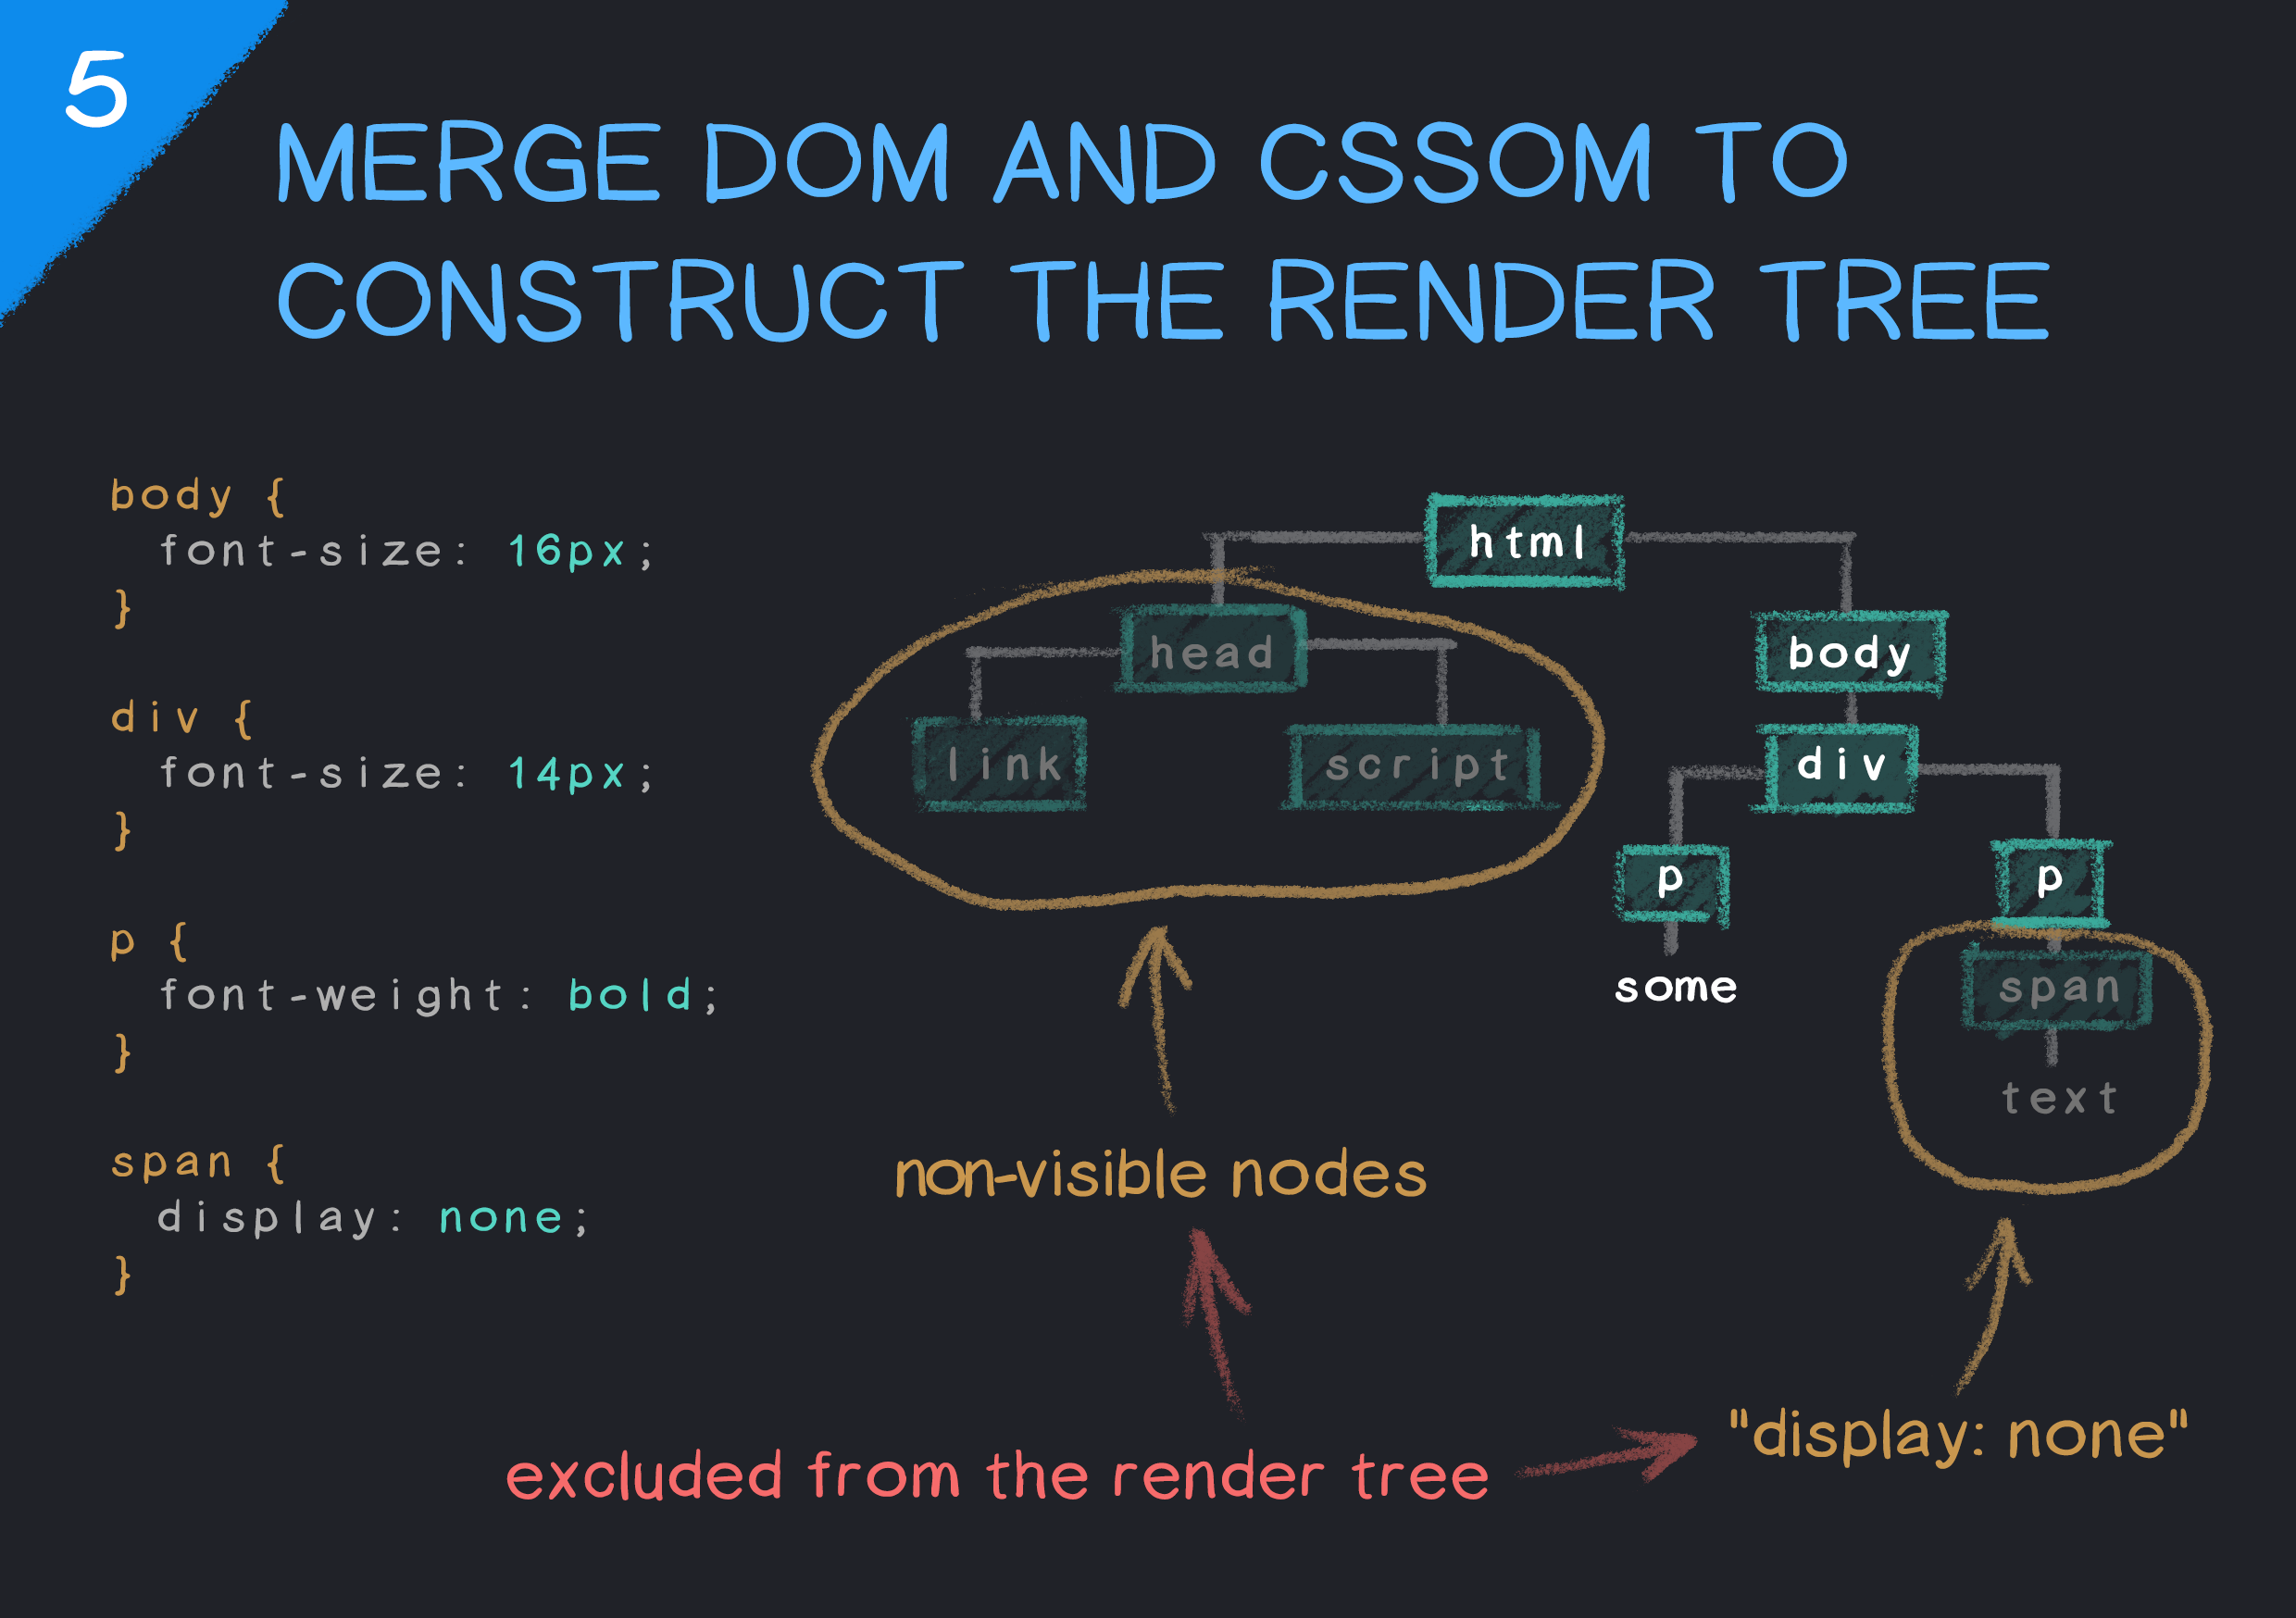 5
MERGE DOM AND CSSOM TO
CONSTRUCT THE RENDER TREE
body {
font-size: 16px;
}
div {
font-size: 14px;
}
p {
font-weight: bold;
}
span {
display: none;
}
html
head
body
link
script
div
p
p
some
span
text
non-visible nodes
excluded from the render tree
"display: none"